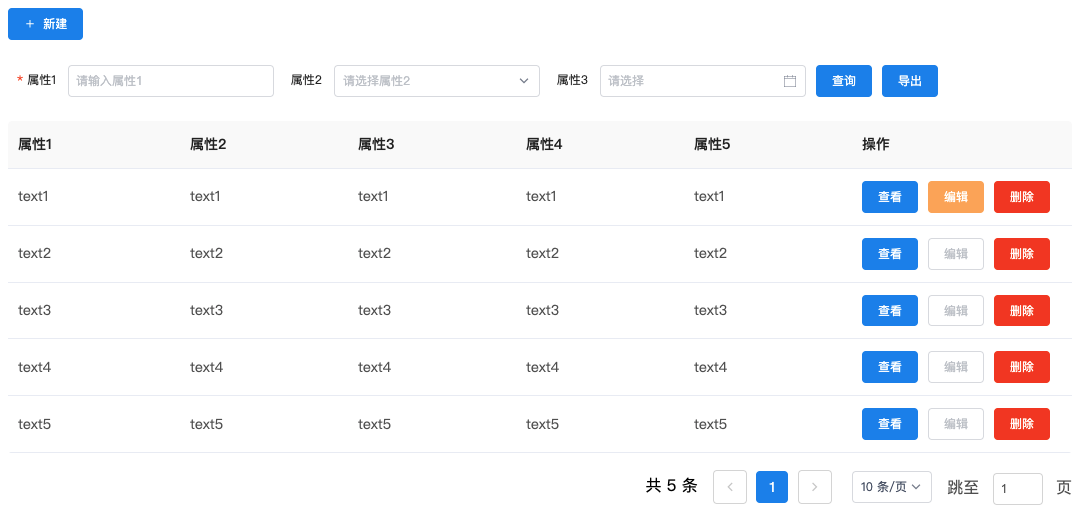 + 新建
* 属性1 请输入属性1 属性2 请选择属性2 属性3 请选择 查询 导出
属性1 属性2 属性3 属性4 属性5 操作
text1 text1 text1 text1 text1 查看 编辑 删除
text2 text2 text2 text2 text2 查看 编辑 删除
text3 text3 text3 text3 text3 查看 编辑 删除
text4 text4 text4 text4 text4 查看 编辑 删除
text5 text5 text5 text5 text5 查看 编辑 删除
共 5 条 < 1 > 10 条/页 跳至 1 页